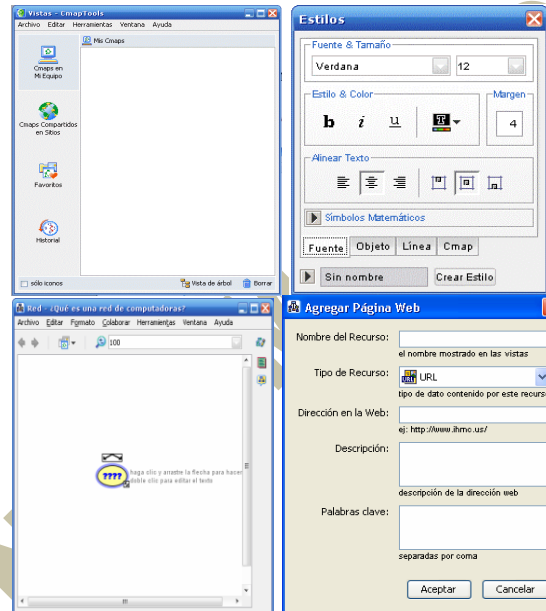 Vistas - CmapTools
Archivo Editar Herramientas Ventana Ayuda
Mis Cmaps
Cmaps en
Mi Equipo
Cmaps Compartidos
en Sitios
Favoritos
Historial
sólo iconos
Vista de árbol
Borrar
Estilos
Fuente & Tamaño
Verdana
12
Estilo & Color
Margen
b i u T
4
Alinear Texto
Símbolos Matemáticos
Fuente Objeto Línea Cmap
Sin nombre
Crear Estilo
Red - ¿Qué es una red de computadoras?
Archivo Editar Formato Colaborar Herramientas Ventana Ayuda
100
????
haga clic y arrastre la flecha para hacer
doble clic para editar el texto
Agregar Página Web
Nombre del Recurso:
el nombre mostrado en las vistas
Tipo de Recurso:
URL
tipo de dato contenido por este recurso
Dirección en la Web:
ej: http://www.ihmc.us/
Descripción:
descripción de la dirección web
Palabras clave:
separadas por coma
Aceptar
Cancelar